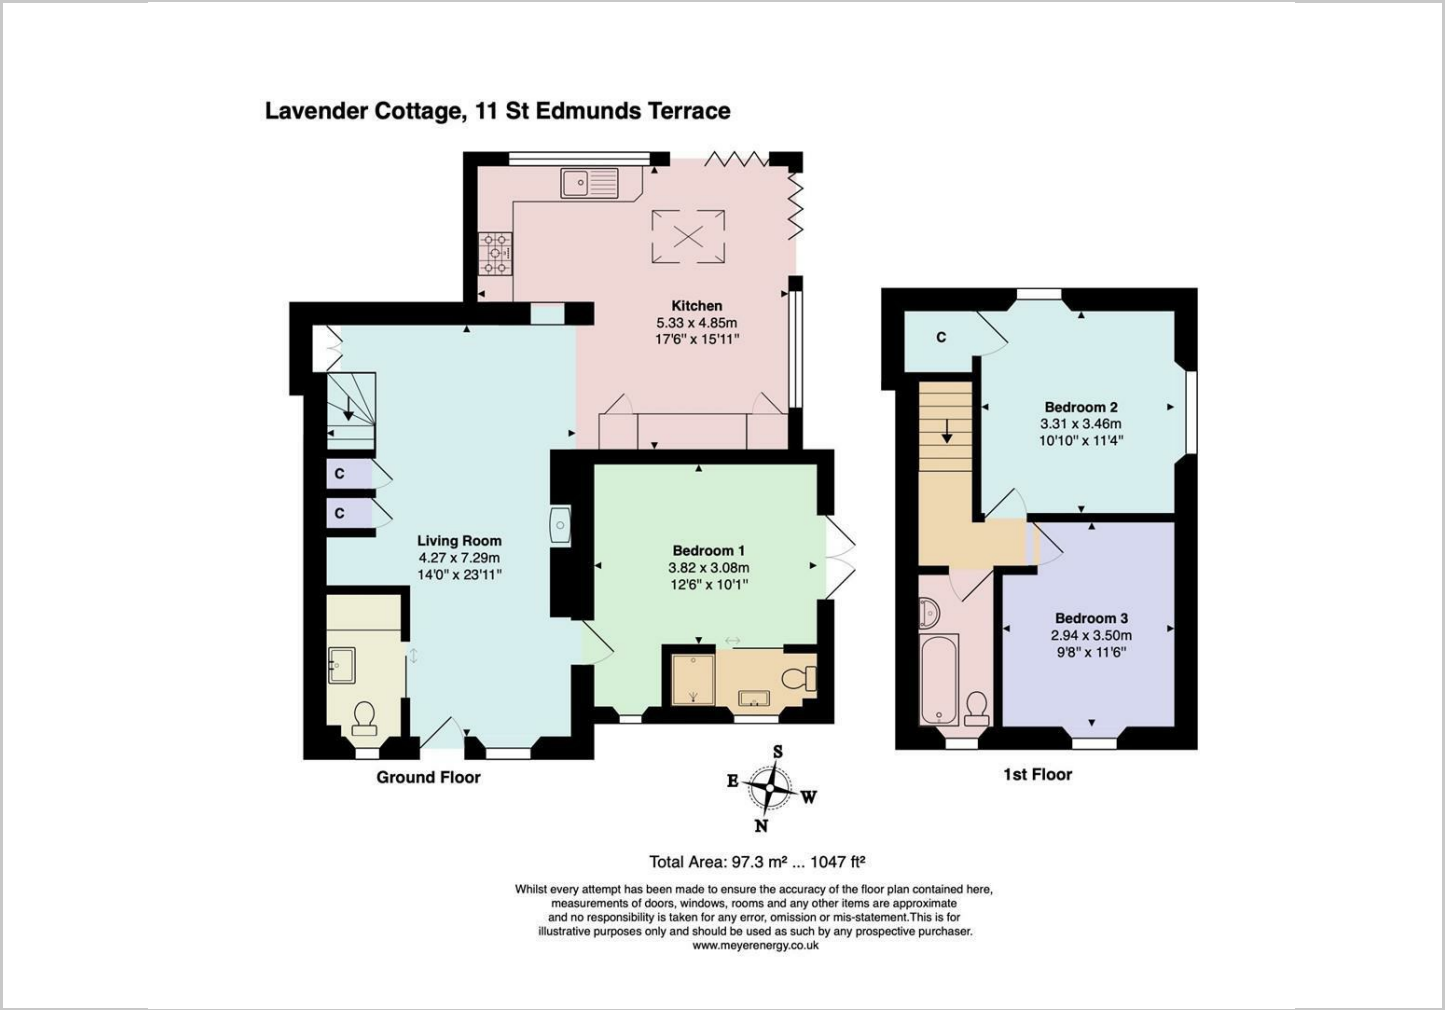 Lavender Cottage, 11 St Edmunds Terrace
Kitchen
5.33 x 4.85m
17'6" x 15'11"
C
C
Living Room
4.27 x 7.29m
14'0" x 23'11"
Bedroom 1
3.82 x 3.08m
12'6" x 10'1"
Ground Floor
C
Bedroom 2
3.31 x 3.46m
10'10" x 11'4"
Bedroom 3
2.94 x 3.50m
9'8" x 11'6"
1st Floor
S
E
W
N
Total Area: 97.3 m² ... 1047 ft²
Whilst every attempt has been made to ensure the accuracy of the floor plan contained here,
measurements of doors, windows, rooms and any other items are approximate
and no responsibility is taken for any error, omission or mis-statement.This is for
illustrative purposes only and should be used as such by any prospective purchaser.
www.meyerenergy.co.uk